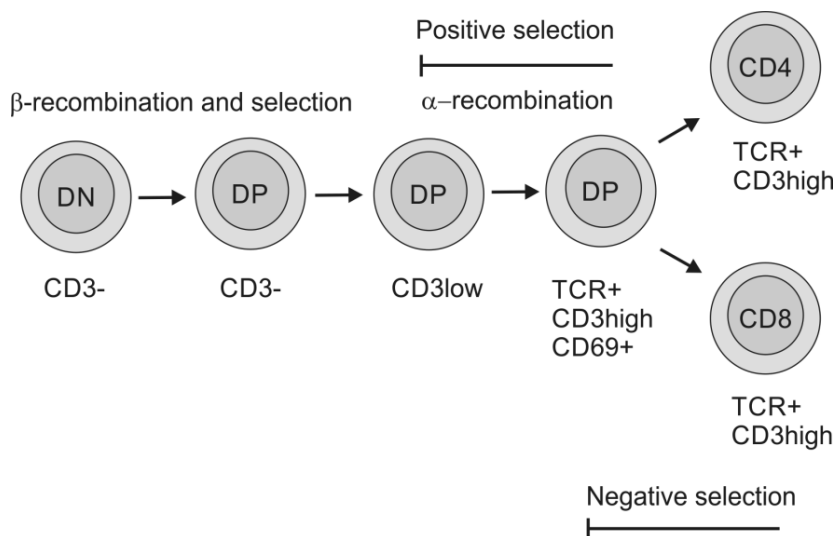 Positive selection
β-recombination and selection
α–recombination
CD4
TCR+
CD3high
DN
DP
DP
DP
CD3-
CD3-
CD3low
TCR+
CD3high
CD69+
CD8
TCR+
CD3high
Negative selection